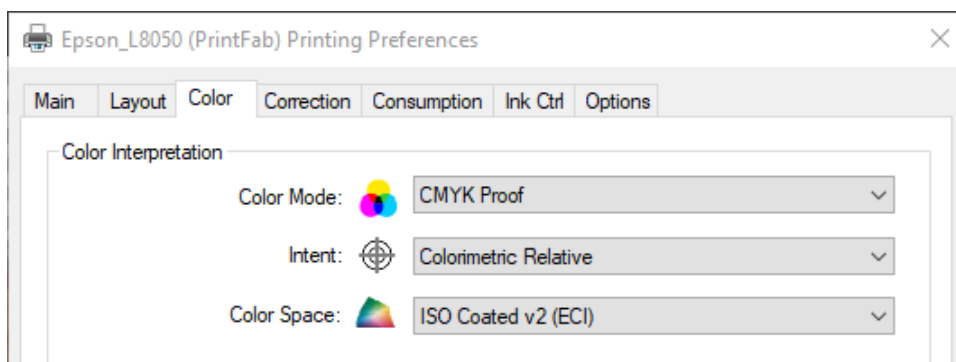 Epson_L8050 (PrintFab) Printing Preferences
Main Layout Color Correction Consumption Ink Ctrl Options
Color Interpretation
Color Mode: CMYK Proof
Intent: Colorimetric Relative
Color Space: ISO Coated v2 (ECI)